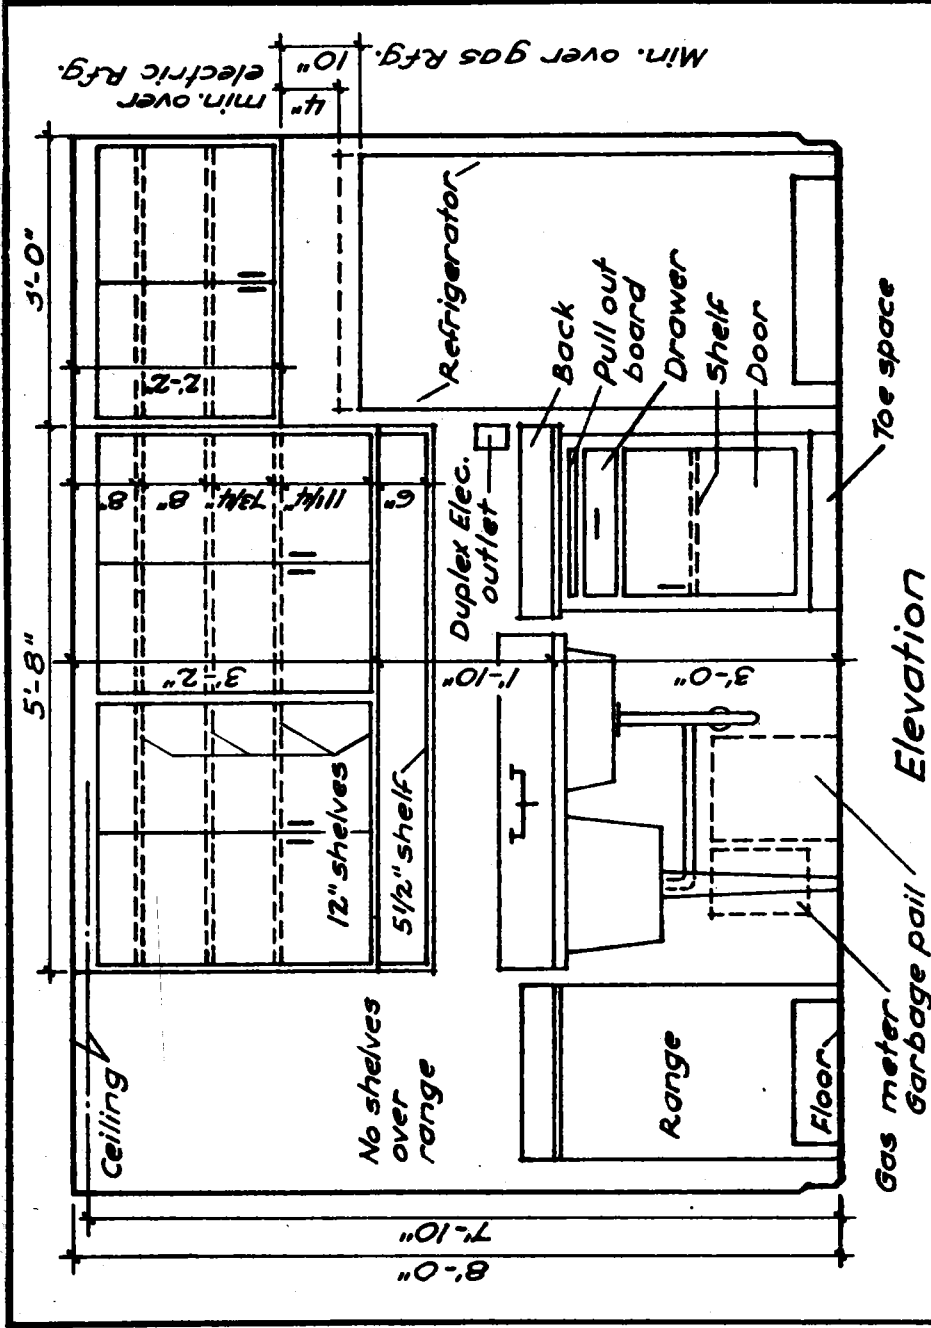 min. over
electric Rfg.
4"
10"
Min. over gas Rfg.
3'-0"
5'-8"
2'-2"
8"
8"
7 3/4"
11 1/4"
6"
3'-2"
1'-10"
3'-0"
Refrigerator
Duplex Elec.
outlet
Back
Pull out
board
Drawer
Shelf
Door
Toe space
12" shelves
5 1/2" shelf
Ceiling
No shelves
over
range
Range
Floor
Gas meter
Garbage pail
7'-10"
8'-0"
Elevation